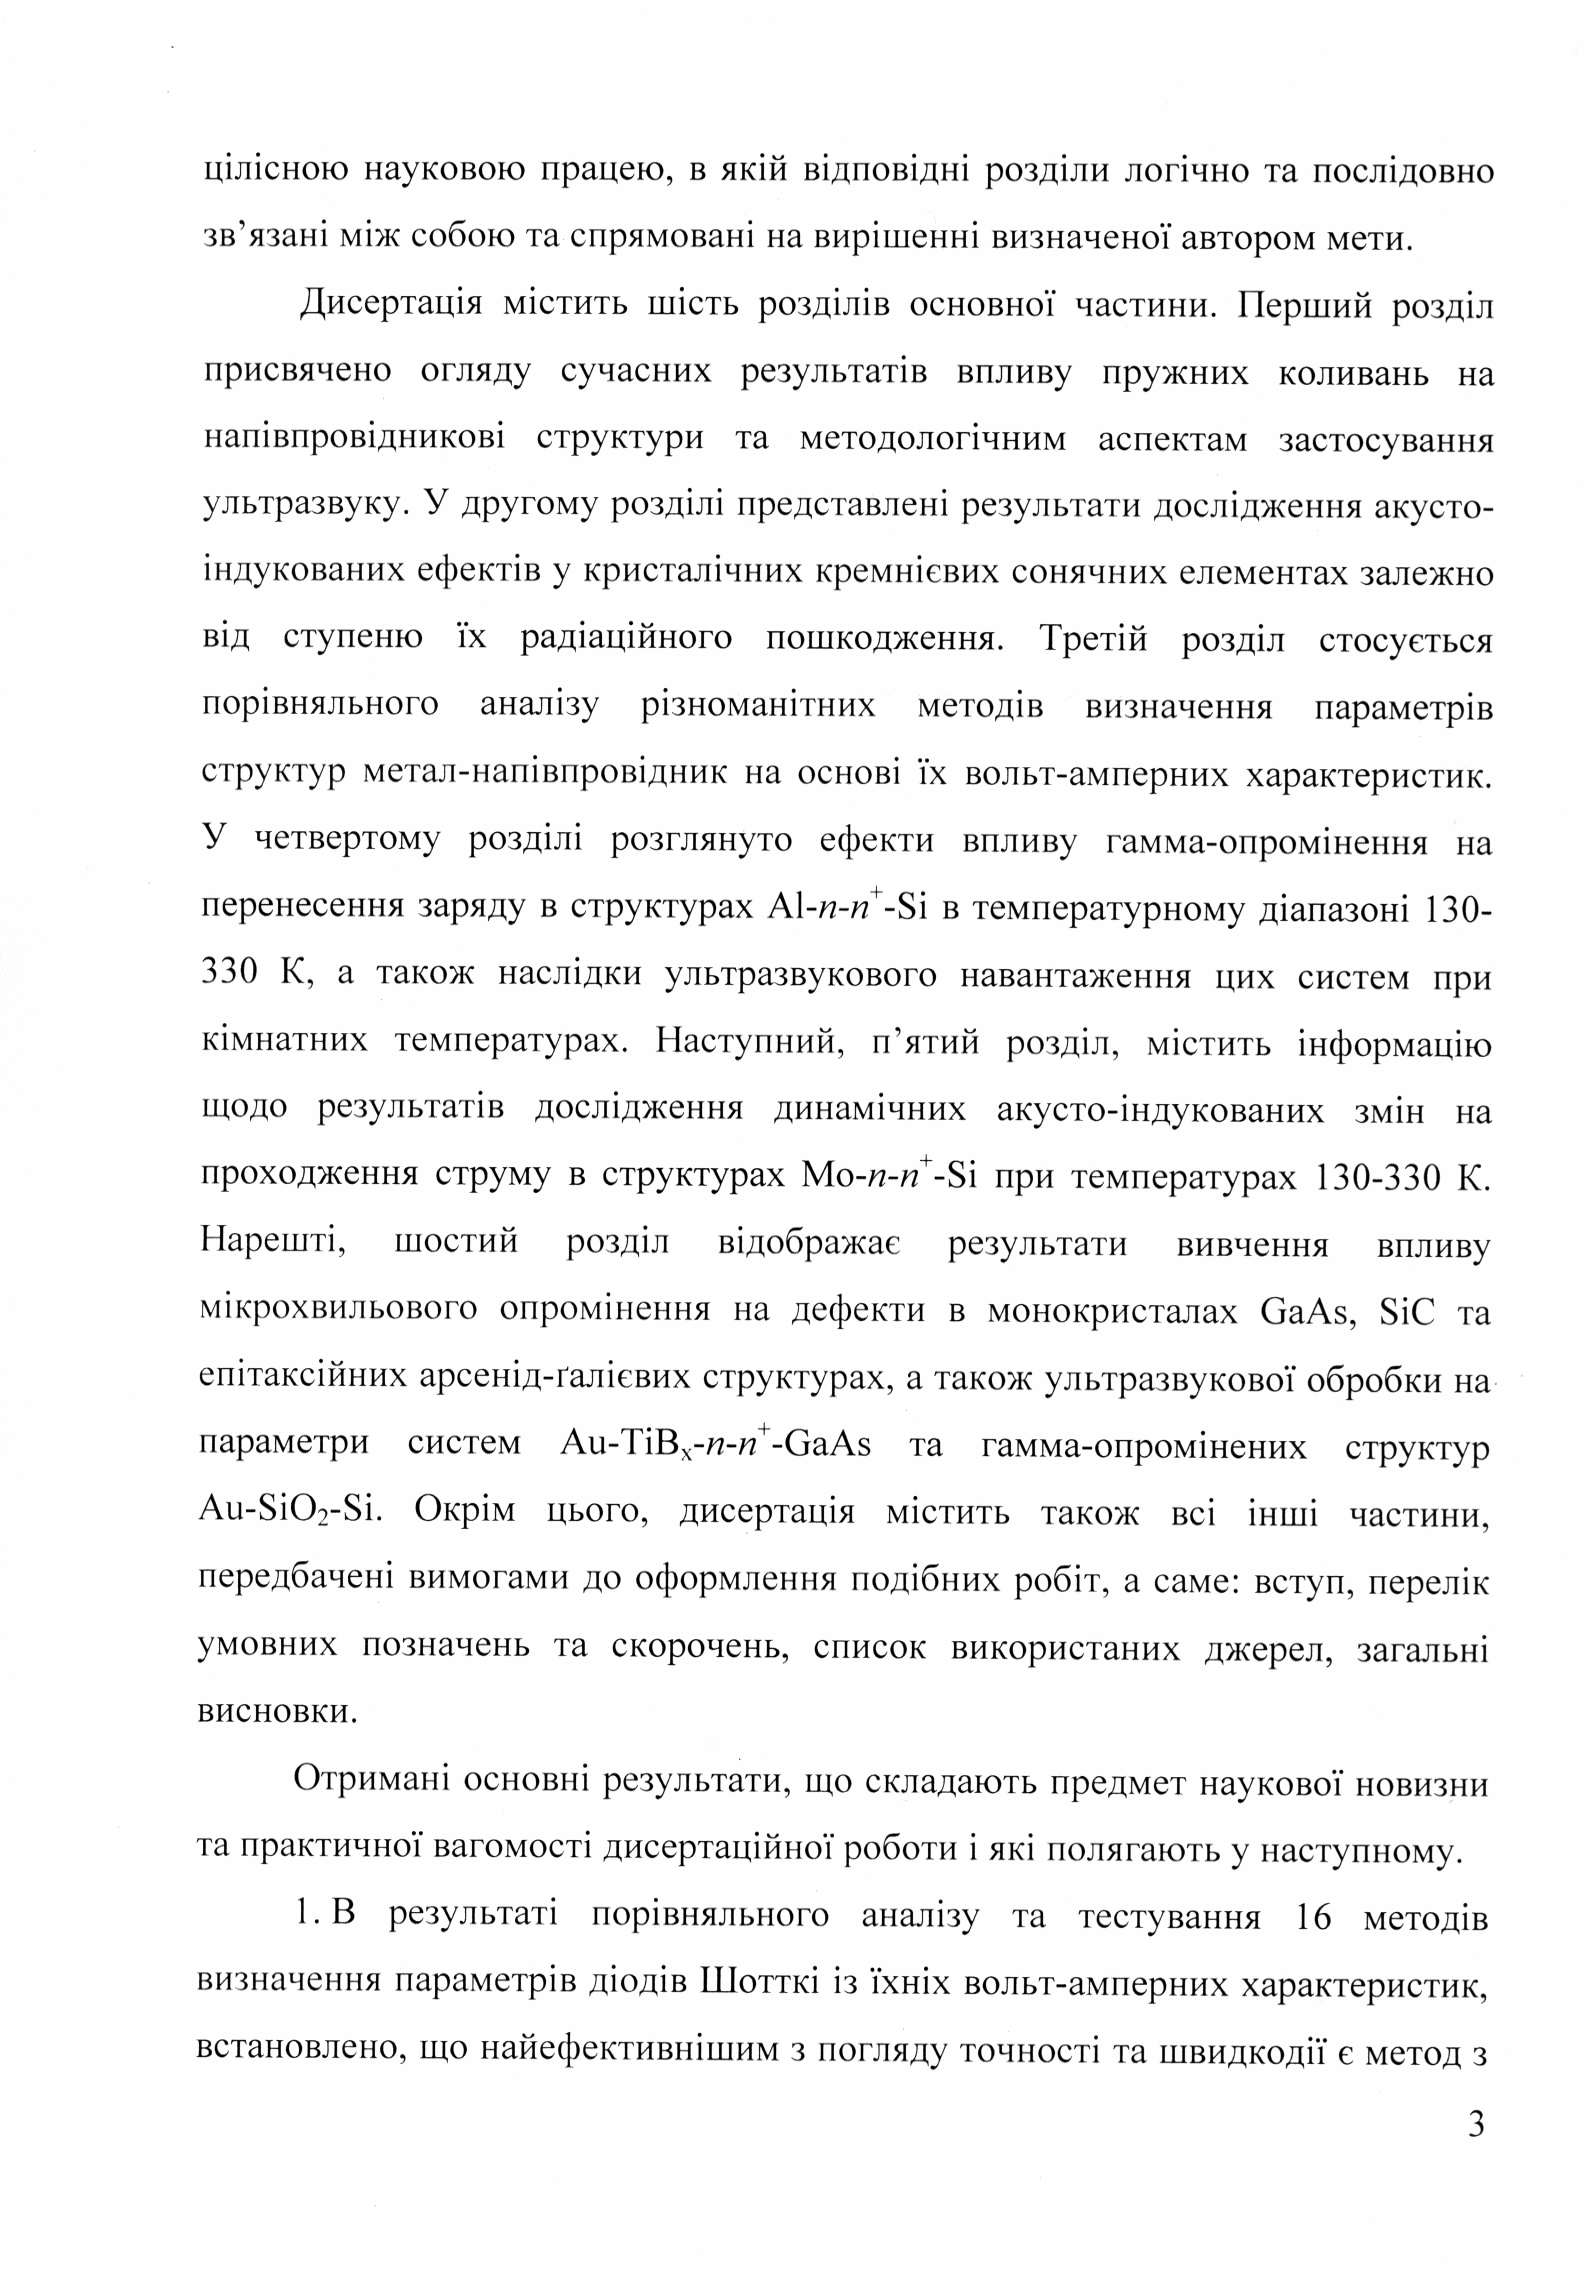 цілісною науковою працею, в якій відповідні розділи логічно та послідовно
зв’язані між собою та спрямовані на вирішенні визначеної автором мети.
Дисертація містить шість розділів основної частини. Перший розділ
присвячено огляду сучасних результатів впливу пружних коливань на
напівпровідникові структури та методологічним аспектам застосування
ультразвуку. У другому розділі представлені результати дослідження акусто-
індукованих ефектів у кристалічних кремнієвих сонячних елементах залежно
від ступеню їх радіаційного пошкодження. Третій розділ стосується
порівняльного аналізу різноманітних методів визначення параметрів
структур метал-напівпровідник на основі їх вольт-амперних характеристик.
У четвертому розділі розглянуто ефекти впливу гамма-опромінення на
перенесення заряду в структурах Al-n-n⁺-Si в температурному діапазоні 130-
330 К, а також наслідки ультразвукового навантаження цих систем при
кімнатних температурах. Наступний, п’ятий розділ, містить інформацію
щодо результатів дослідження динамічних акусто-індукованих змін на
проходження струму в структурах Mo-n-n⁺-Si при температурах 130-330 К.
Нарешті, шостий розділ відображає результати вивчення впливу
мікрохвильового опромінення на дефекти в монокристалах GaAs, SiC та
епітаксійних арсенід-ґалієвих структурах, а також ультразвукової обробки на
параметри систем Au-TiBₓ-n-n⁺-GaAs та гамма-опромінених структур
Au-SiO₂-Si. Окрім цього, дисертація містить також всі інші частини,
передбачені вимогами до оформлення подібних робіт, а саме: вступ, перелік
умовних позначень та скорочень, список використаних джерел, загальні
висновки.
Отримані основні результати, що складають предмет наукової новизни
та практичної вагомості дисертаційної роботи і які полягають у наступному.
1. В результаті порівняльного аналізу та тестування 16 методів
визначення параметрів діодів Шотткі із їхніх вольт-амперних характеристик,
встановлено, що найефективнішим з погляду точності та швидкодії є метод з
3